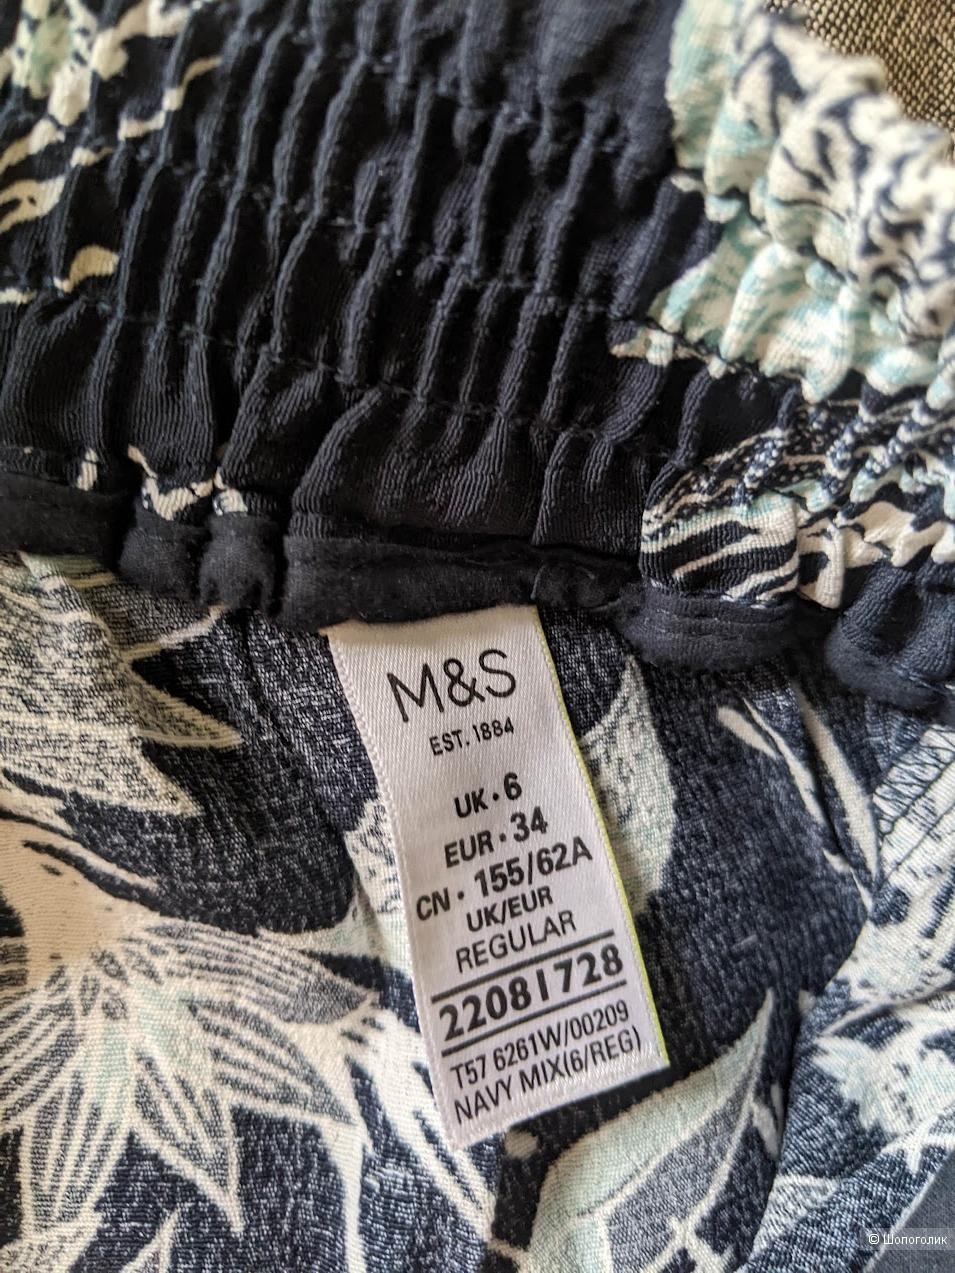 M&S
EST. 1884
UK • 6
EUR • 34
CN • 155/62A
UK/EUR
REGULAR
22081728
T57 6261W/00209
NAVY MIX(6/REG)
© Шопоголик